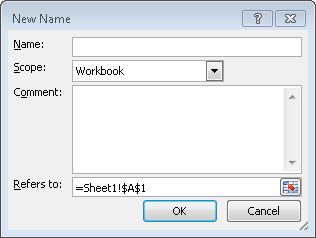 New Name
Name:
Scope: Workbook
Comment:
Refers to: =Sheet1!$A$1
OK Cancel